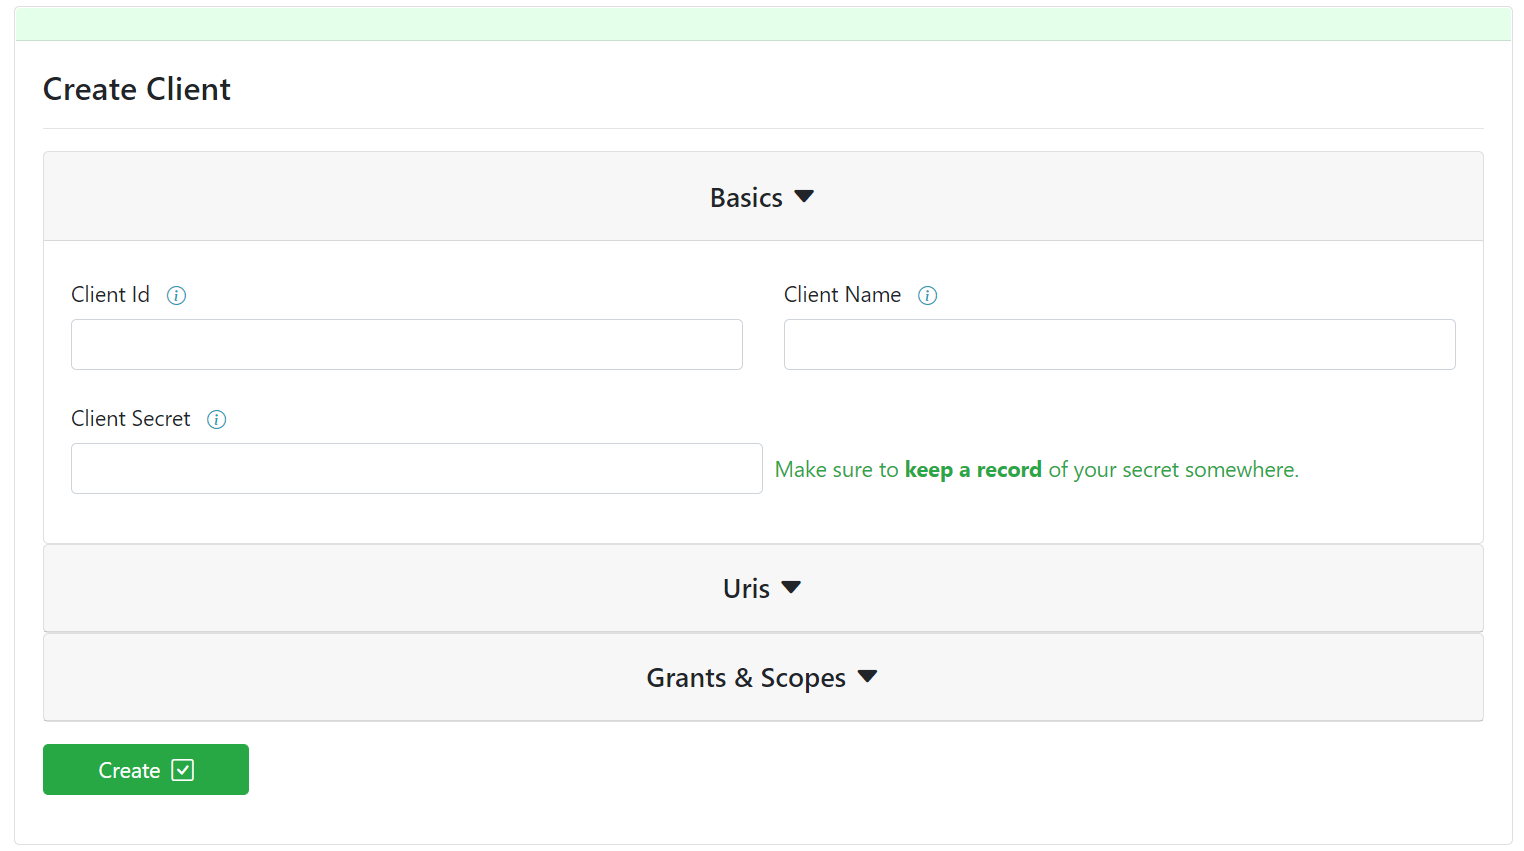 Create Client
Basics
Client Id
Client Name
Client Secret
Make sure to keep a record of your secret somewhere.
Uris
Grants & Scopes
Create